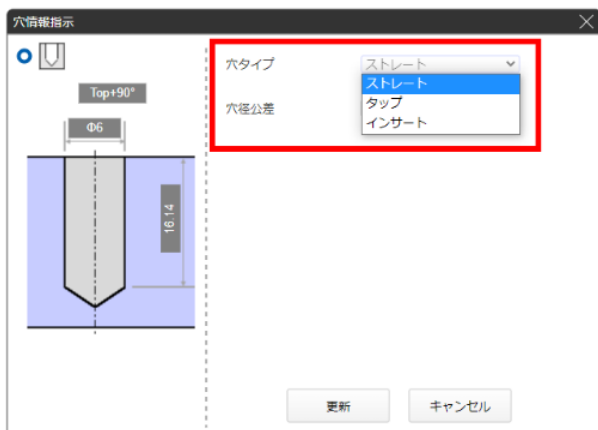 穴情報指示
Top+90°
Φ6
16.14
穴タイプ
ストレート
ストレート
タップ
インサート
穴径公差
更新
キャンセル